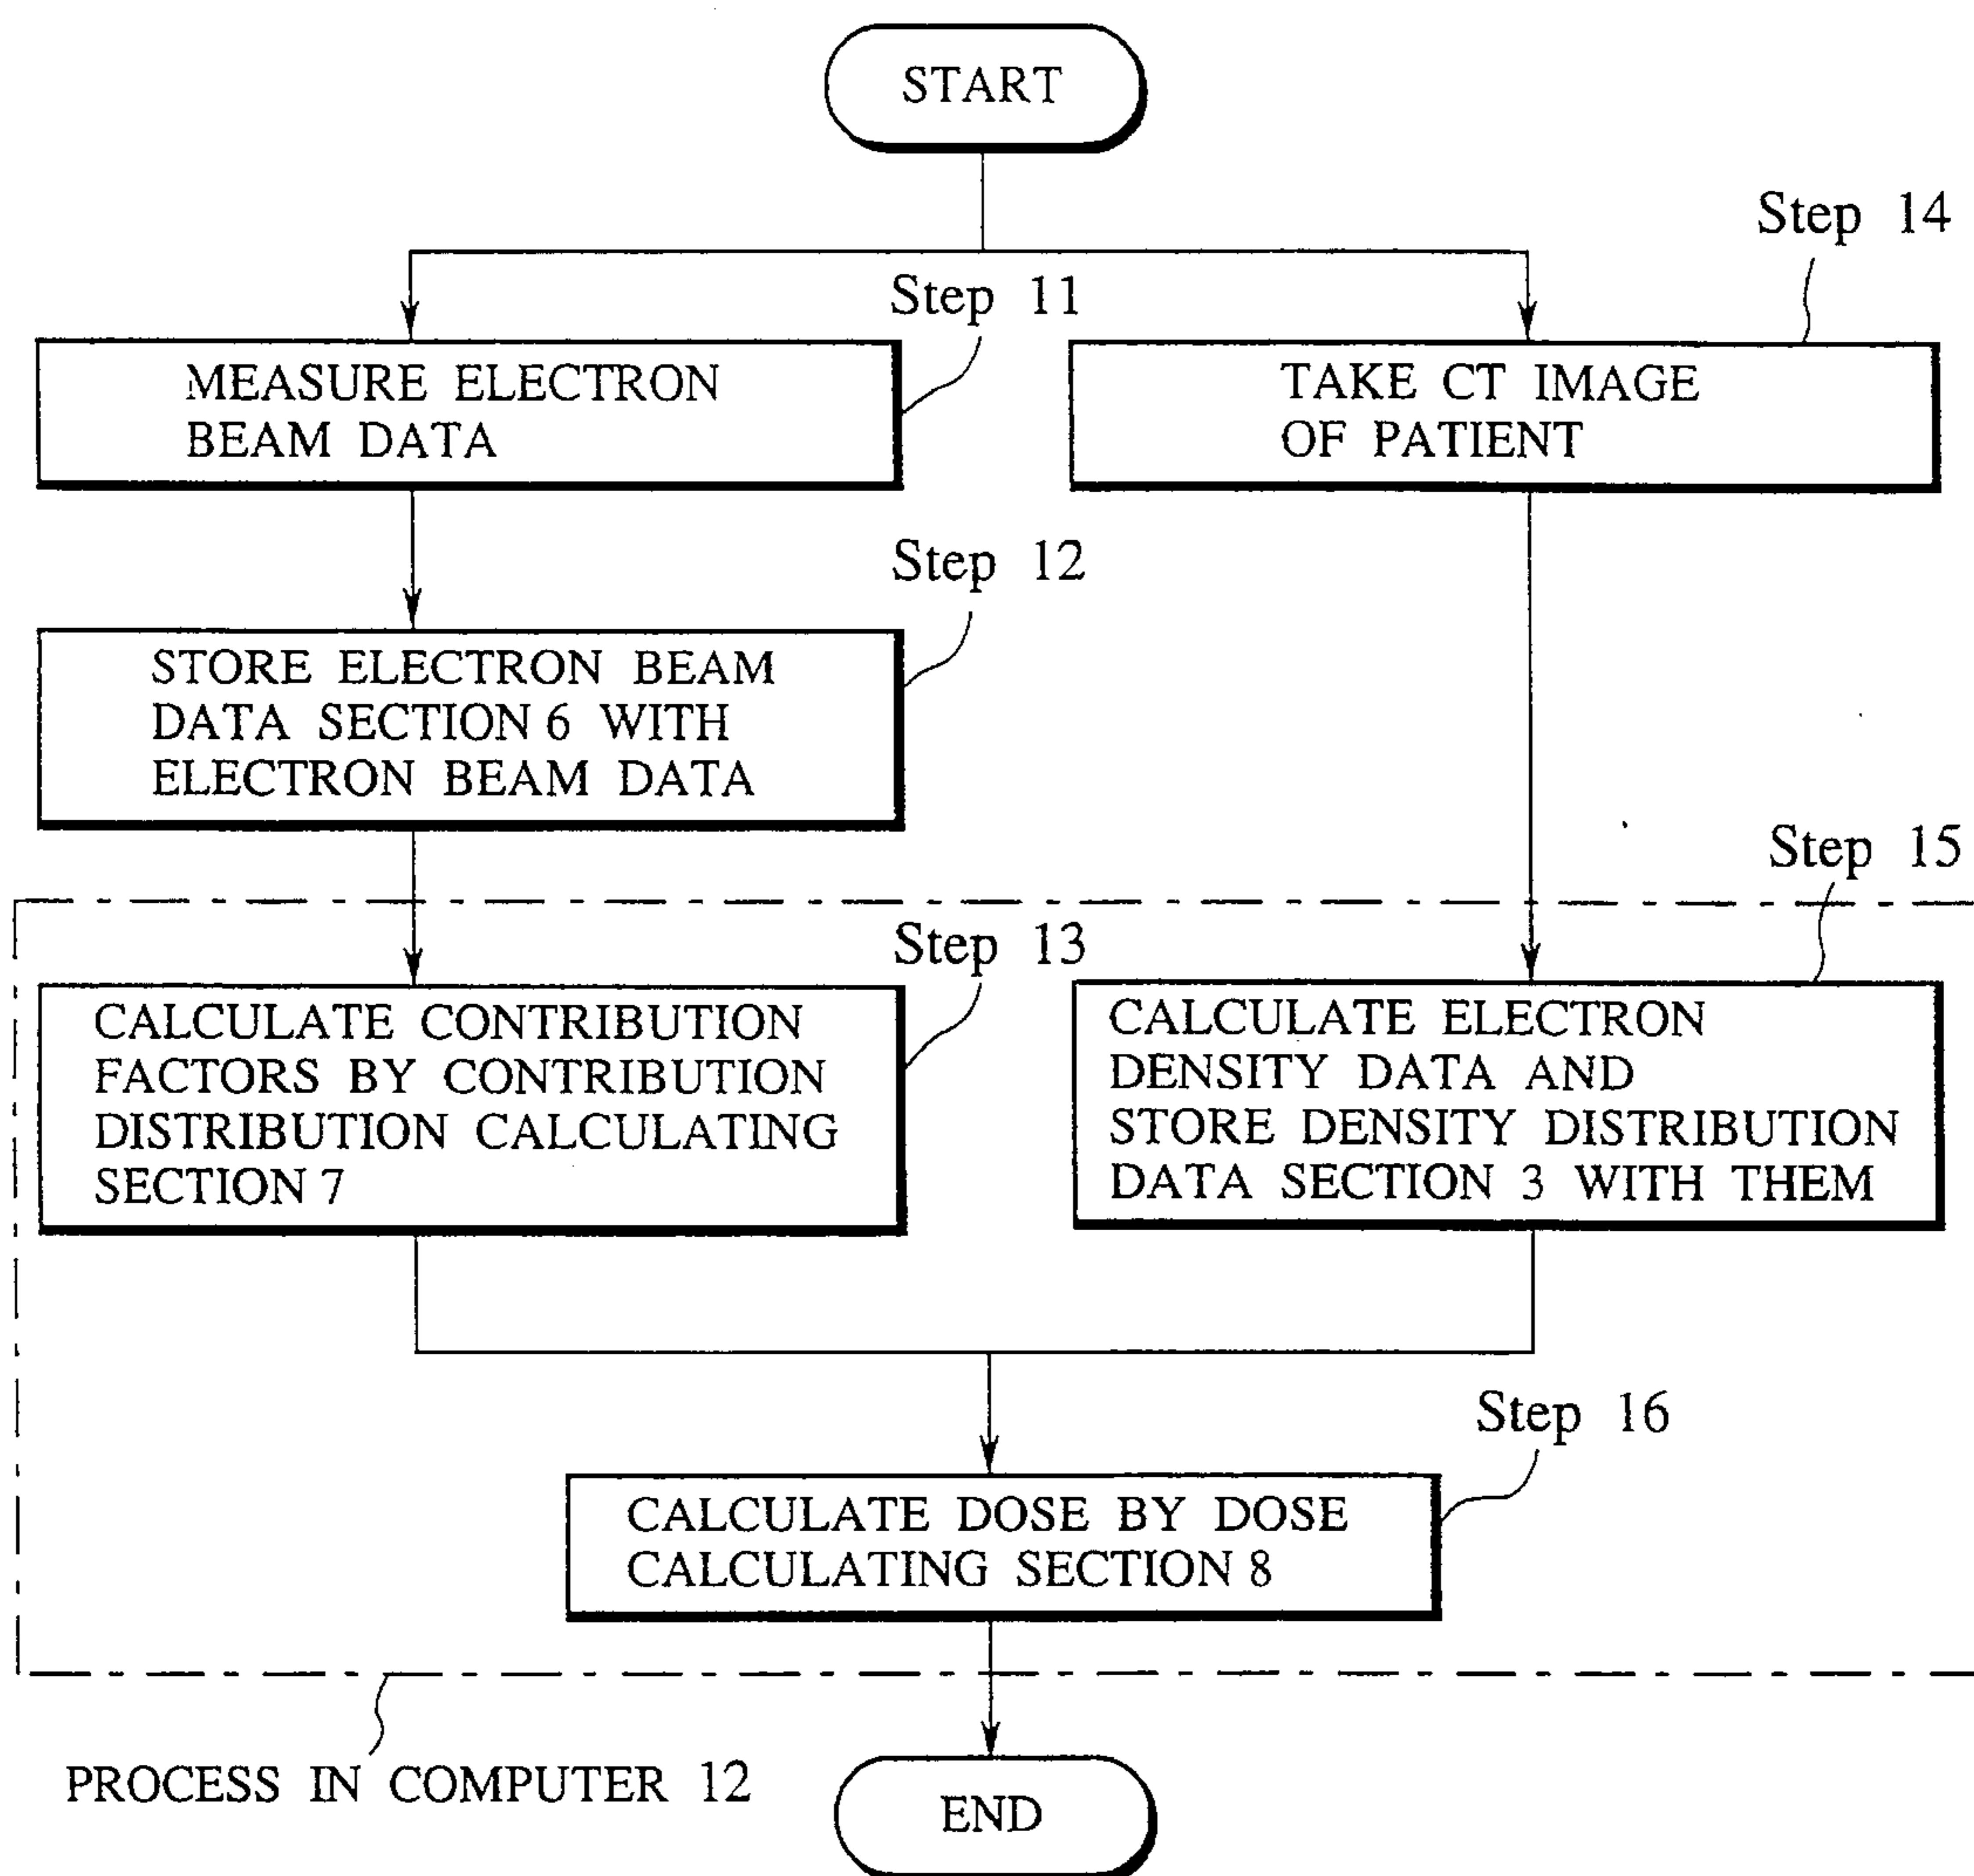 START
Step 14
Step 11
MEASURE ELECTRON
BEAM DATA
TAKE CT IMAGE
OF PATIENT
Step 12
STORE ELECTRON BEAM
DATA SECTION 6 WITH
ELECTRON BEAM DATA
Step 15
Step 13
CALCULATE CONTRIBUTION
FACTORS BY CONTRIBUTION
DISTRIBUTION CALCULATING
SECTION 7
CALCULATE ELECTRON
DENSITY DATA AND
STORE DENSITY DISTRIBUTION
DATA SECTION 3 WITH THEM
Step 16
CALCULATE DOSE BY DOSE
CALCULATING SECTION 8
PROCESS IN COMPUTER 12
END